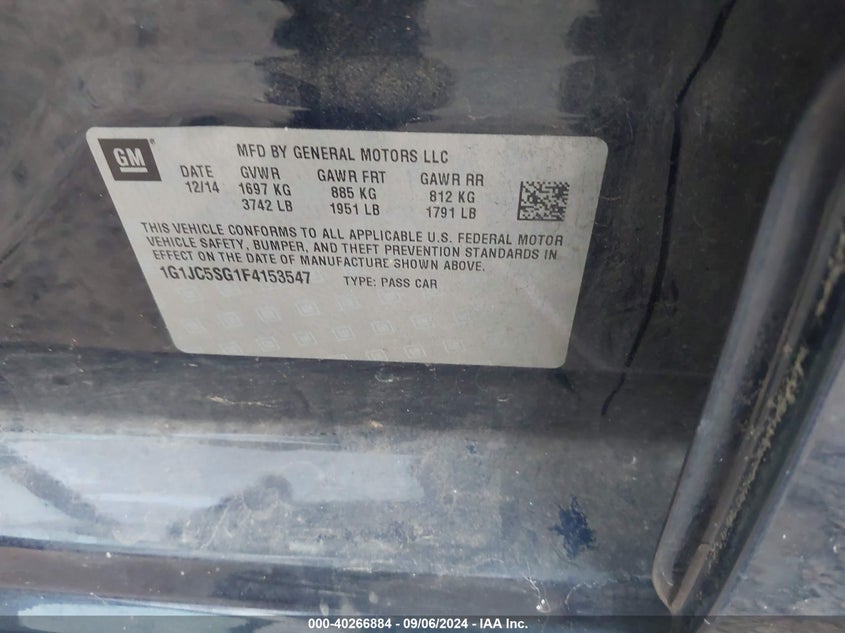 GM
MFD BY GENERAL MOTORS LLC
DATE GVWR GAWR FRT GAWR RR
12/14 1697 KG 885 KG 812 KG
3742 LB 1951 LB 1791 LB
THIS VEHICLE CONFORMS TO ALL APPLICABLE U.S. FEDERAL MOTOR
VEHICLE SAFETY, BUMPER, AND THEFT PREVENTION STANDARDS IN
EFFECT ON THE DATE OF MANUFACTURE SHOWN ABOVE.
1G1JC5SG1F4153547 TYPE: PASS CAR
000-40266884 - 09/06/2024 - IAA Inc.